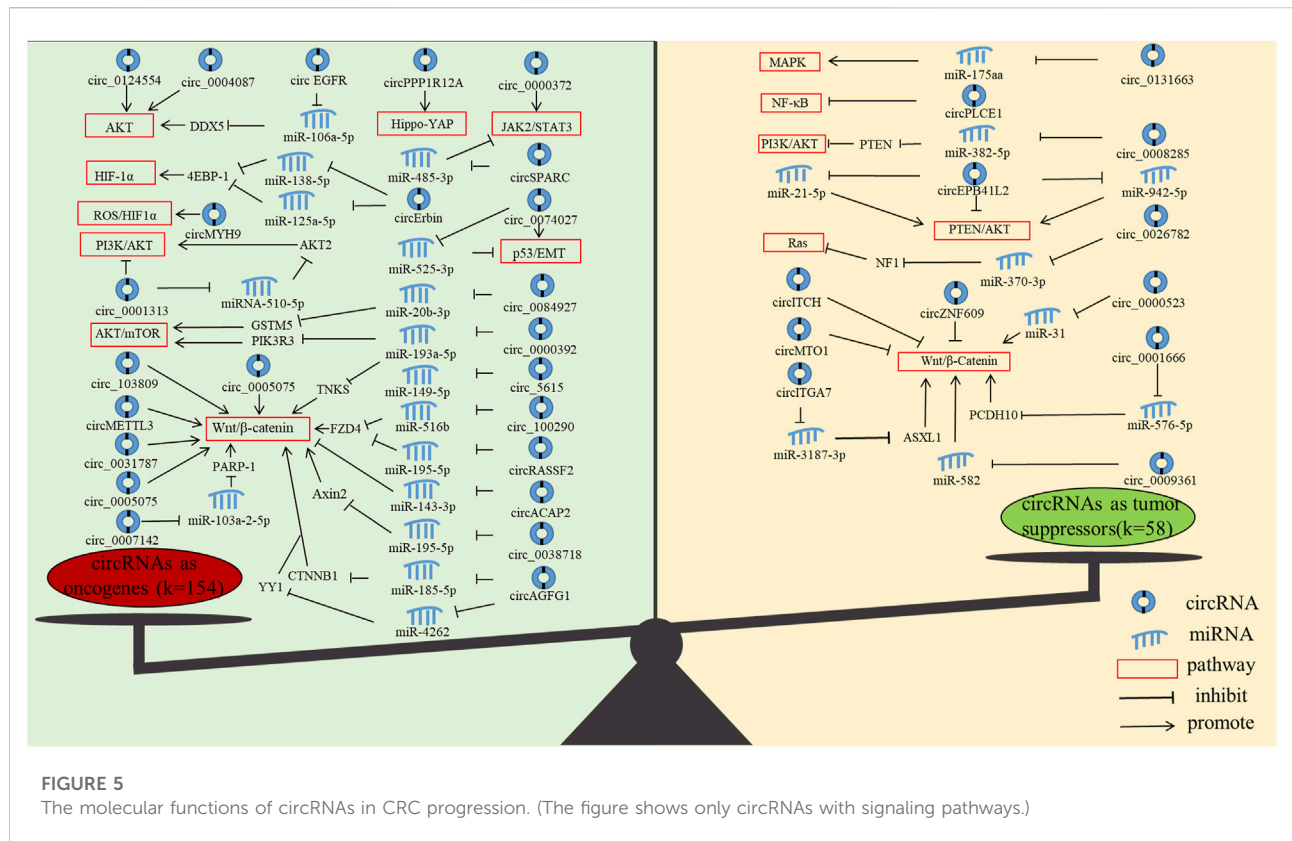 circ_0124554
circ_0004087
circ EGFR
circPPP1R12A
circ_0000372
AKT
DDX5
miR-106a-5p
Hippo-YAP
JAK2/STAT3
HIF-1α
4EBP-1
miR-138-5p
miR-485-3p
circSPARC
miR-125a-5p
circErbin
circ_0074027
ROS/HIF1α
circMYH9
PI3K/AKT
AKT2
miR-525-3p
p53/EMT
circ_0001313
miRNA-510-5p
miR-20b-3p
circ_0084927
AKT/mTOR
GSTM5
PIK3R3
miR-193a-5p
circ_0000392
circ_103809
circ_0005075
TNKS
miR-149-5p
circ_5615
circMETTL3
Wnt/β-catenin
FZD4
miR-516b
circ_100290
circ_0031787
PARP-1
miR-195-5p
circRASSF2
circ_0005075
miR-103a-2-5p
Axin2
miR-143-3p
circACAP2
circ_0007142
miR-195-5p
circ_0038718
circRNAs as
oncogenes (k=154)
YY1
CTNNB1
miR-185-5p
circAGFG1
miR-4262
MAPK
miR-175aa
circ_0131663
NF-κB
circPLCE1
PI3K/AKT
PTEN
miR-382-5p
circ_0008285
miR-21-5p
circEPB41L2
miR-942-5p
PTEN/AKT
circ_0026782
Ras
NF1
miR-370-3p
circITCH
circZNF609
circ_0000523
miR-31
circMTO1
Wnt/β-Catenin
circ_0001666
circITGA7
PCDH10
miR-576-5p
miR-3187-3p
ASXL1
miR-582
circ_0009361
circRNAs as tumor
suppressors(k=58)
circRNA
miRNA
pathway
inhibit
promote
FIGURE 5
The molecular functions of circRNAs in CRC progression. (The figure shows only circRNAs with signaling pathways.)